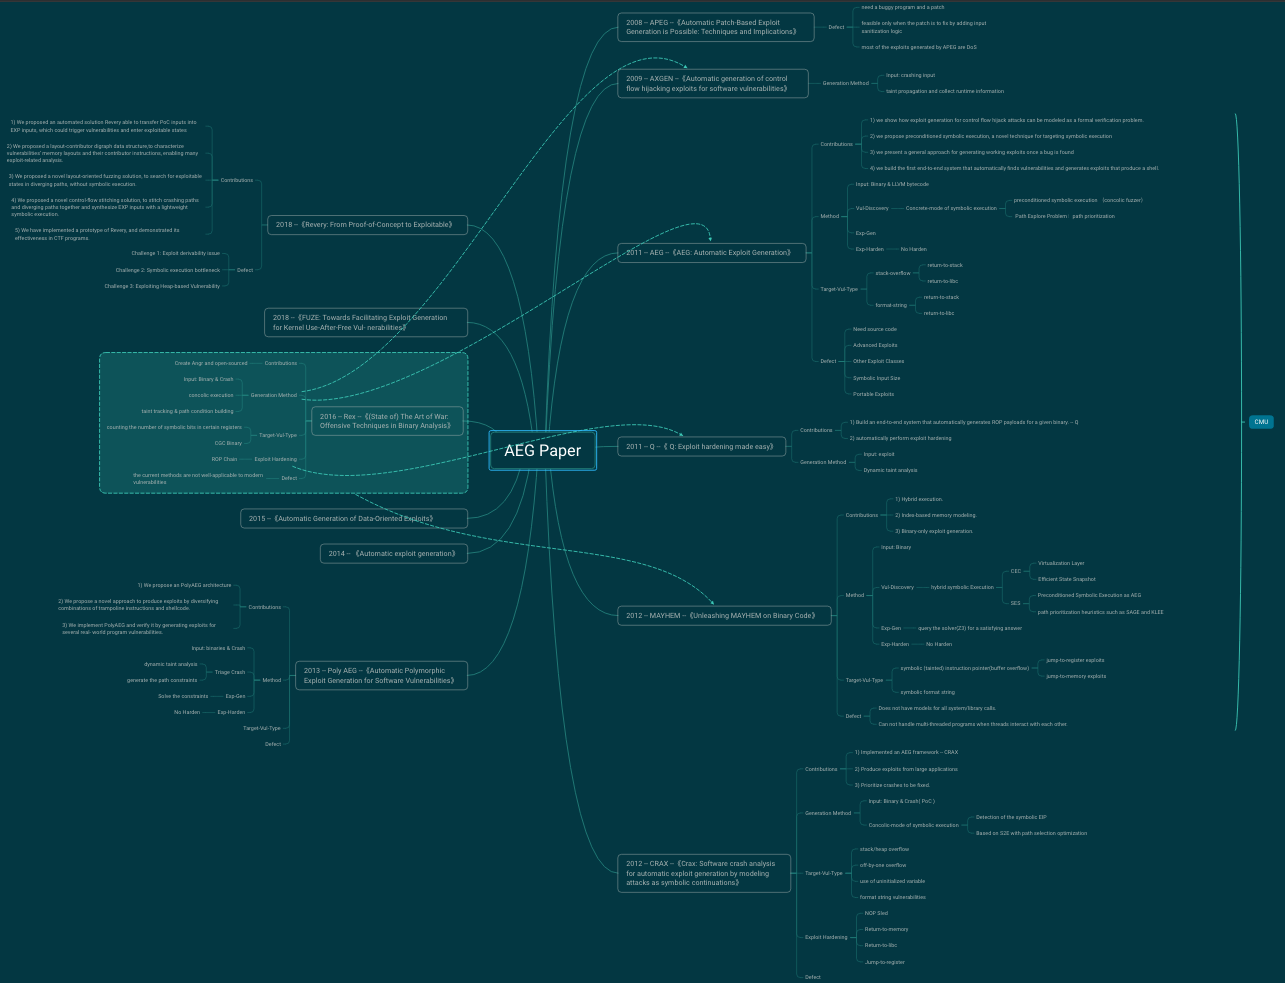 AEG Paper
2008 – APEG –《Automatic Patch-Based Exploit
Generation is Possible: Techniques and Implications》
Defect
need a buggy program and a patch
feasible only when the patch is to fix by adding input
sanitization logic
most of the exploits generated by APEG are DoS
2009 – AXGEN –《Automatic generation of control
flow hijacking exploits for software vulnerabilities》
Generation Method
Input: crashing input
taint propagation and collect runtime information
2011 – AEG –《AEG: Automatic Exploit Generation》
Contributions
1) we show how exploit generation for control flow hijack attacks can be modeled as a formal verification problem.
2) we propose preconditioned symbolic execution, a novel technique for targeting symbolic execution
3) we present a general approach for generating working exploits once a bug is found
4) we build the first end-to-end system that automatically finds vulnerabilities and generates exploits that produce a shell.
Method
Input: Binary & LLVM bytecode
Vul-Discovery
Concrete-mode of symbolic execution
preconditioned symbolic execution （concolic fuzzer）
Path Explore Problem： path prioritization
Exp-Gen
Exp-Harden
No Harden
Target-Vul-Type
stack-overflow
return-to-stack
return-to-libc
format-string
return-to-stack
return-to-libc
Defect
Need source code
Advanced Exploits
Other Exploit Classes
Symbolic Input Size
Portable Exploits
CMU
2011 – Q –《 Q: Exploit hardening made easy》
Contributions
1) Build an end-to-end system that automatically generates ROP payloads for a given binary -- Q
2) automatically perform exploit hardening
Generation Method
Input: exploit
Dynamic taint analysis
2012 – MAYHEM –《Unleashing MAYHEM on Binary Code》
Contributions
1) Hybrid execution.
2) Index-based memory modeling.
3) Binary-only exploit generation.
Method
Input: Binary
Vul-Discovery
hybrid symbolic Execution
CEC
Virtualization Layer
Efficient State Snapshot
SES
Preconditioned Symbolic Execution as AEG
path prioritization heuristics such as SAGE and KLEE
Exp-Gen
query the solver(Z3) for a satisfying answer
Exp-Harden
No Harden
Target-Vul-Type
symbolic (tainted) instruction pointer(buffer overflow)
jump-to-register exploits
jump-to-memory exploits
symbolic format string
Defect
Does not have models for all system/library calls.
Can not handle multi-threaded programs when threads interact with each other.
2012 – CRAX –《Crax: Software crash analysis
for automatic exploit generation by modeling
attacks as symbolic continuations》
Contributions
1) Implemented an AEG framework – CRAX
2) Produce exploits from large applications
3) Prioritize crashes to be fixed.
Generation Method
Input: Binary & Crash( PoC )
Concolic-mode of symbolic execution
Detection of the symbolic EIP
Based on S2E with path selection optimization
Target-Vul-Type
stack/heap overflow
off-by-one overflow
use of uninitialized variable
format string vulnerabilities
Exploit Hardening
NOP Sled
Return-to-memory
Return-to-libc
Jump-to-register
Defect
2018 –《Revery: From Proof-of-Concept to Exploitable》
Contributions
1) We proposed an automated solution Revery able to transfer PoC inputs into
EXP inputs, which could trigger vulnerabilities and enter exploitable states
2) We proposed a layout-contributor digraph data structure,to characterize
vulnerabilities' memory layouts and their contributor instructions, enabling many
exploit-related analysis.
3) We proposed a novel layout-oriented fuzzing solution, to search for exploitable
states in diverging paths, without symbolic execution.
4) We proposed a novel control-flow stitching solution, to stitch crashing paths
and diverging paths together and synthesize EXP inputs with a lightweight
symbolic execution.
5) We have implemented a prototype of Revery, and demonstrated its
effectiveness in CTF programs.
Defect
Challenge 1: Exploit derivability issue
Challenge 2: Symbolic execution bottleneck
Challenge 3: Exploiting Heap-based Vulnerability
2018 –《FUZE: Towards Facilitating Exploit Generation
for Kernel Use-After-Free Vul- nerabilities》
2016 – Rex –《(State of) The Art of War:
Offensive Techniques in Binary Analysis》
Create Angr and open-sourced
Contributions
Input: Binary & Crash
concolic execution
Generation Method
taint tracking & path condition building
counting the number of symbolic bits in certain registers
Target-Vul-Type
CGC Binary
ROP Chain
Exploit Hardening
the current methods are not well-applicable to modern
vulnerabilities
Defect
2015 –《Automatic Generation of Data-Oriented Exploits》
2014 –《Automatic exploit generation》
2013 – Poly AEG –《Automatic Polymorphic
Exploit Generation for Software Vulnerabilities》
1) We propose an PolyAEG architecture
2) We propose a novel approach to produce exploits by diversifying
combinations of trampoline instructions and shellcode.
Contributions
3) We implement PolyAEG and verify it by generating exploits for
several real- world program vulnerabilities.
Input: binaries & Crash
dynamic taint analysis
Triage Crash
generate the path constraints
Method
Solve the constraints
Exp-Gen
No Harden
Exp-Harden
Target-Vul-Type
Defect